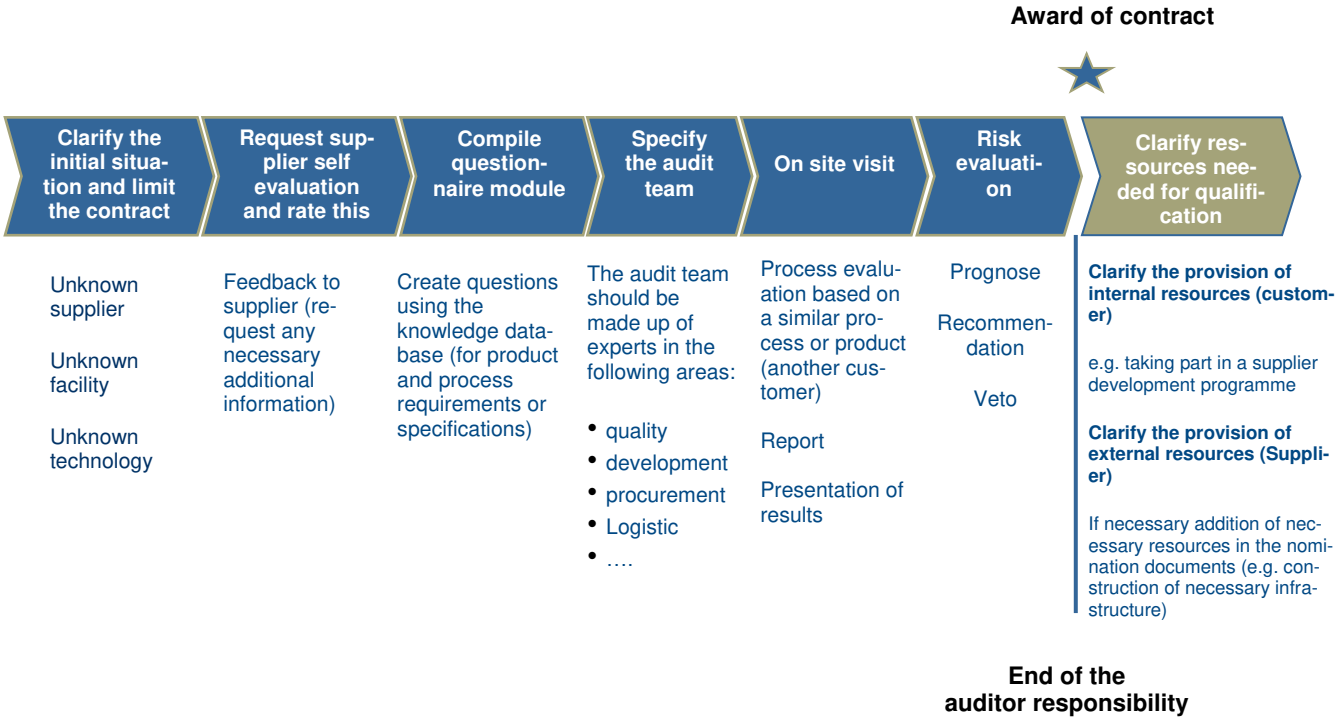 Award of contract
Clarify the
initial situa-
tion and limit
the contract
Request sup-
plier self
evaluation
and rate this
Compile
question-
naire module
Specify
the audit
team
On site visit
Risk
evaluati-
on
Clarify res-
sources nee-
ded for qualifi-
cation
Unknown
supplier
Unknown
facility
Unknown
technology
Feedback to
supplier (re-
quest any
necessary
additional
information)
Create questions
using the
knowledge data-
base (for product
and process
requirements or
specifications)
The audit team
should be
made up of
experts in the
following areas:
• quality
• development
• procurement
• Logistic
• ....
Process evalu-
ation based on
a similar pro-
cess or product
(another cus-
tomer)
Report
Presentation of
results
Prognose
Recommen-
dation
Veto
Clarify the provision of
internal resources (custom-
er)
e.g. taking part in a supplier
development programme
Clarify the provision of
external resources (Suppli-
er)
If necessary addition of nec-
essary resources in the nomi-
nation documents (e.g. con-
struction of necessary infra-
structure)
End of the
auditor responsibility